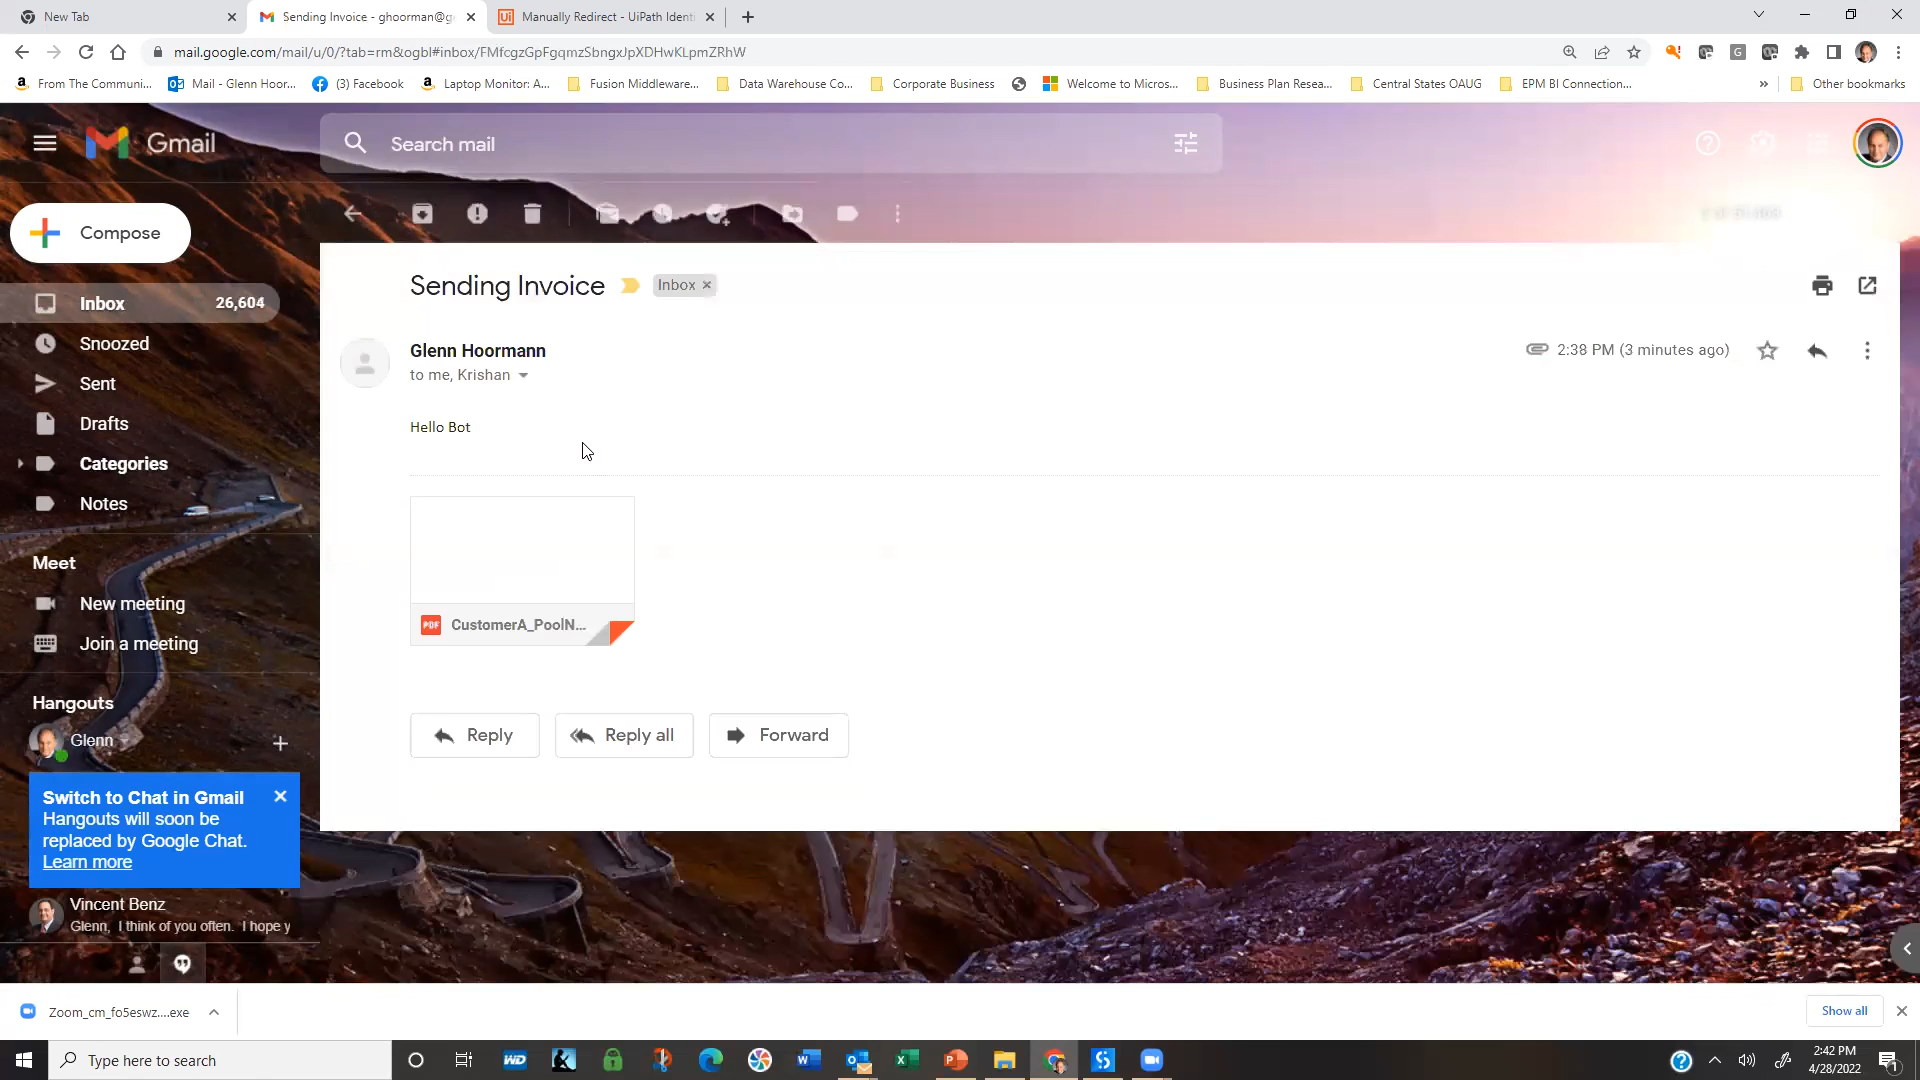 New Tab
Sending Invoice - ghoorman@g
Manually Redirect - UiPath Identi
mail.google.com/mail/u/0/?tab=rm&ogbl#inbox/FMfcgzGpFgqmzSbngxJpXDHwKLpmZRhW
From The Communi...
Mail - Glenn Hoor...
(3) Facebook
Laptop Monitor: A...
Fusion Middleware...
Data Warehouse Co...
Corporate Business
Welcome to Micros...
Business Plan Resea...
Central States OAUG
EPM BI Connection...
» Other bookmarks
Gmail
Search mail
Compose
Inbox 26,604
Snoozed
Sent
Drafts
Categories
Notes
Meet
New meeting
Join a meeting
Hangouts
Glenn
Switch to Chat in Gmail
Hangouts will soon be
replaced by Google Chat.
Learn more
Vincent Benz
Glenn, I think of you often. I hope y
Sending Invoice
Inbox ×
Glenn Hoormann
2:38 PM (3 minutes ago)
to me, Krishan
Hello Bot
PDF CustomerA_PoolN...
Reply
Reply all
Forward
Zoom_cm_fo5eswz....exe
Show all
Type here to search
2:42 PM
4/28/2022